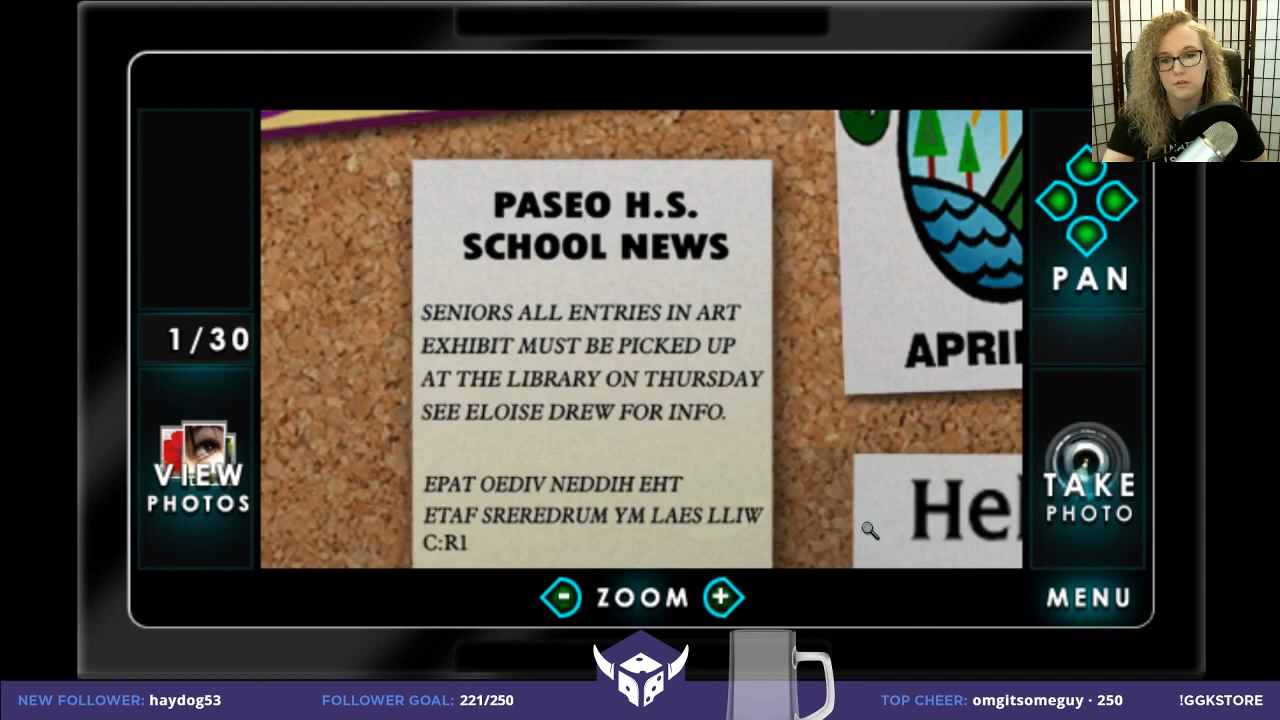 PASEO H.S.
SCHOOL NEWS
SENIORS ALL ENTRIES IN ART
EXHIBIT MUST BE PICKED UP
AT THE LIBRARY ON THURSDAY
SEE ELOISE DREW FOR INFO.
EPAT OEDIV NEDDIH EHT
ETAF SREREDRUM YM LAES LLIW
C:R1
APRI
Hel
1/30
VIEW
PHOTOS
PAN
TAKE
PHOTO
- ZOOM +
MENU
NEW FOLLOWER: haydog53
FOLLOWER GOAL: 221/250
TOP CHEER: omgitsomeguy · 250
!GGKSTORE